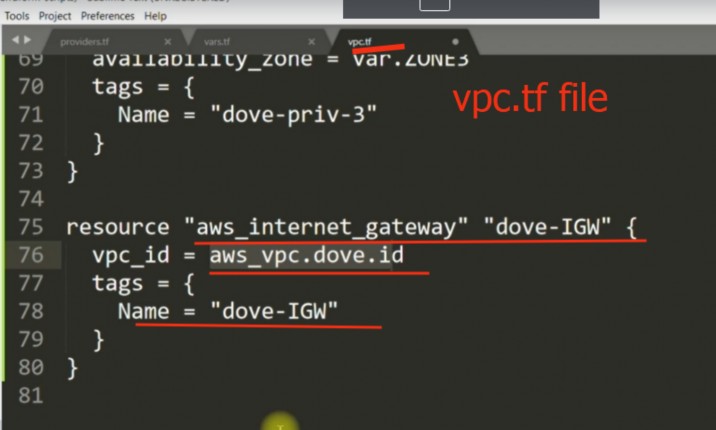 Tools Project Preferences Help
providers.tf × vars.tf × vpc.tf
69 availability_zone = var.ZONE3
70 tags = {
71 Name = "dove-priv-3"
72 }
73 }
74
75 resource "aws_internet_gateway" "dove-IGW" {
76 vpc_id = aws_vpc.dove.id
77 tags = {
78 Name = "dove-IGW"
79 }
80 }
81
vpc.tf file